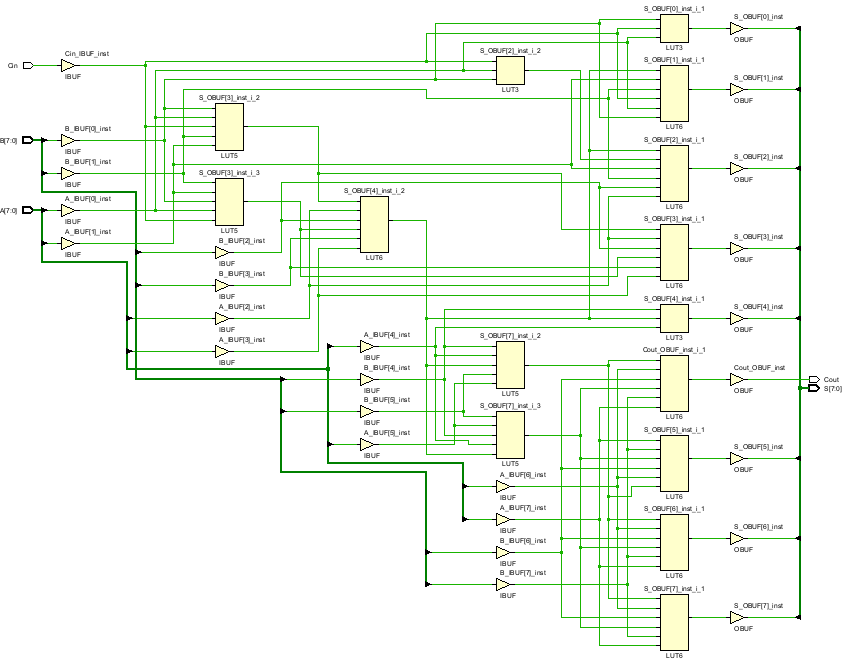 S_OBUF[0]_inst_i_1
S_OBUF[0]_inst
LUT3
OBUF
Cin_IBUF_inst
Cin
IBUF
S_OBUF[2]_inst_i_2
LUT3
S_OBUF[1]_inst_i_1
S_OBUF[1]_inst
LUT6
OBUF
S_OBUF[3]_inst_i_2
LUT5
B_IBUF[0]_inst
B[7:0]
IBUF
B_IBUF[1]_inst
IBUF
S_OBUF[2]_inst_i_1
S_OBUF[2]_inst
LUT6
OBUF
S_OBUF[3]_inst_i_3
LUT5
S_OBUF[4]_inst_i_2
LUT6
A_IBUF[0]_inst
A[7:0]
IBUF
A_IBUF[1]_inst
IBUF
S_OBUF[3]_inst_i_1
S_OBUF[3]_inst
LUT6
OBUF
B_IBUF[2]_inst
IBUF
B_IBUF[3]_inst
IBUF
A_IBUF[2]_inst
IBUF
A_IBUF[3]_inst
IBUF
S_OBUF[4]_inst_i_1
S_OBUF[4]_inst
LUT3
OBUF
A_IBUF[4]_inst
IBUF
B_IBUF[4]_inst
IBUF
B_IBUF[5]_inst
IBUF
A_IBUF[5]_inst
IBUF
S_OBUF[7]_inst_i_2
LUT5
S_OBUF[7]_inst_i_3
LUT5
Cout_OBUF_inst_i_1
Cout_OBUF_inst
LUT6
OBUF
Cout
S[7:0]
S_OBUF[5]_inst_i_1
S_OBUF[5]_inst
LUT6
OBUF
A_IBUF[6]_inst
IBUF
A_IBUF[7]_inst
IBUF
B_IBUF[6]_inst
IBUF
B_IBUF[7]_inst
IBUF
S_OBUF[6]_inst_i_1
S_OBUF[6]_inst
LUT6
OBUF
S_OBUF[7]_inst_i_1
S_OBUF[7]_inst
LUT6
OBUF